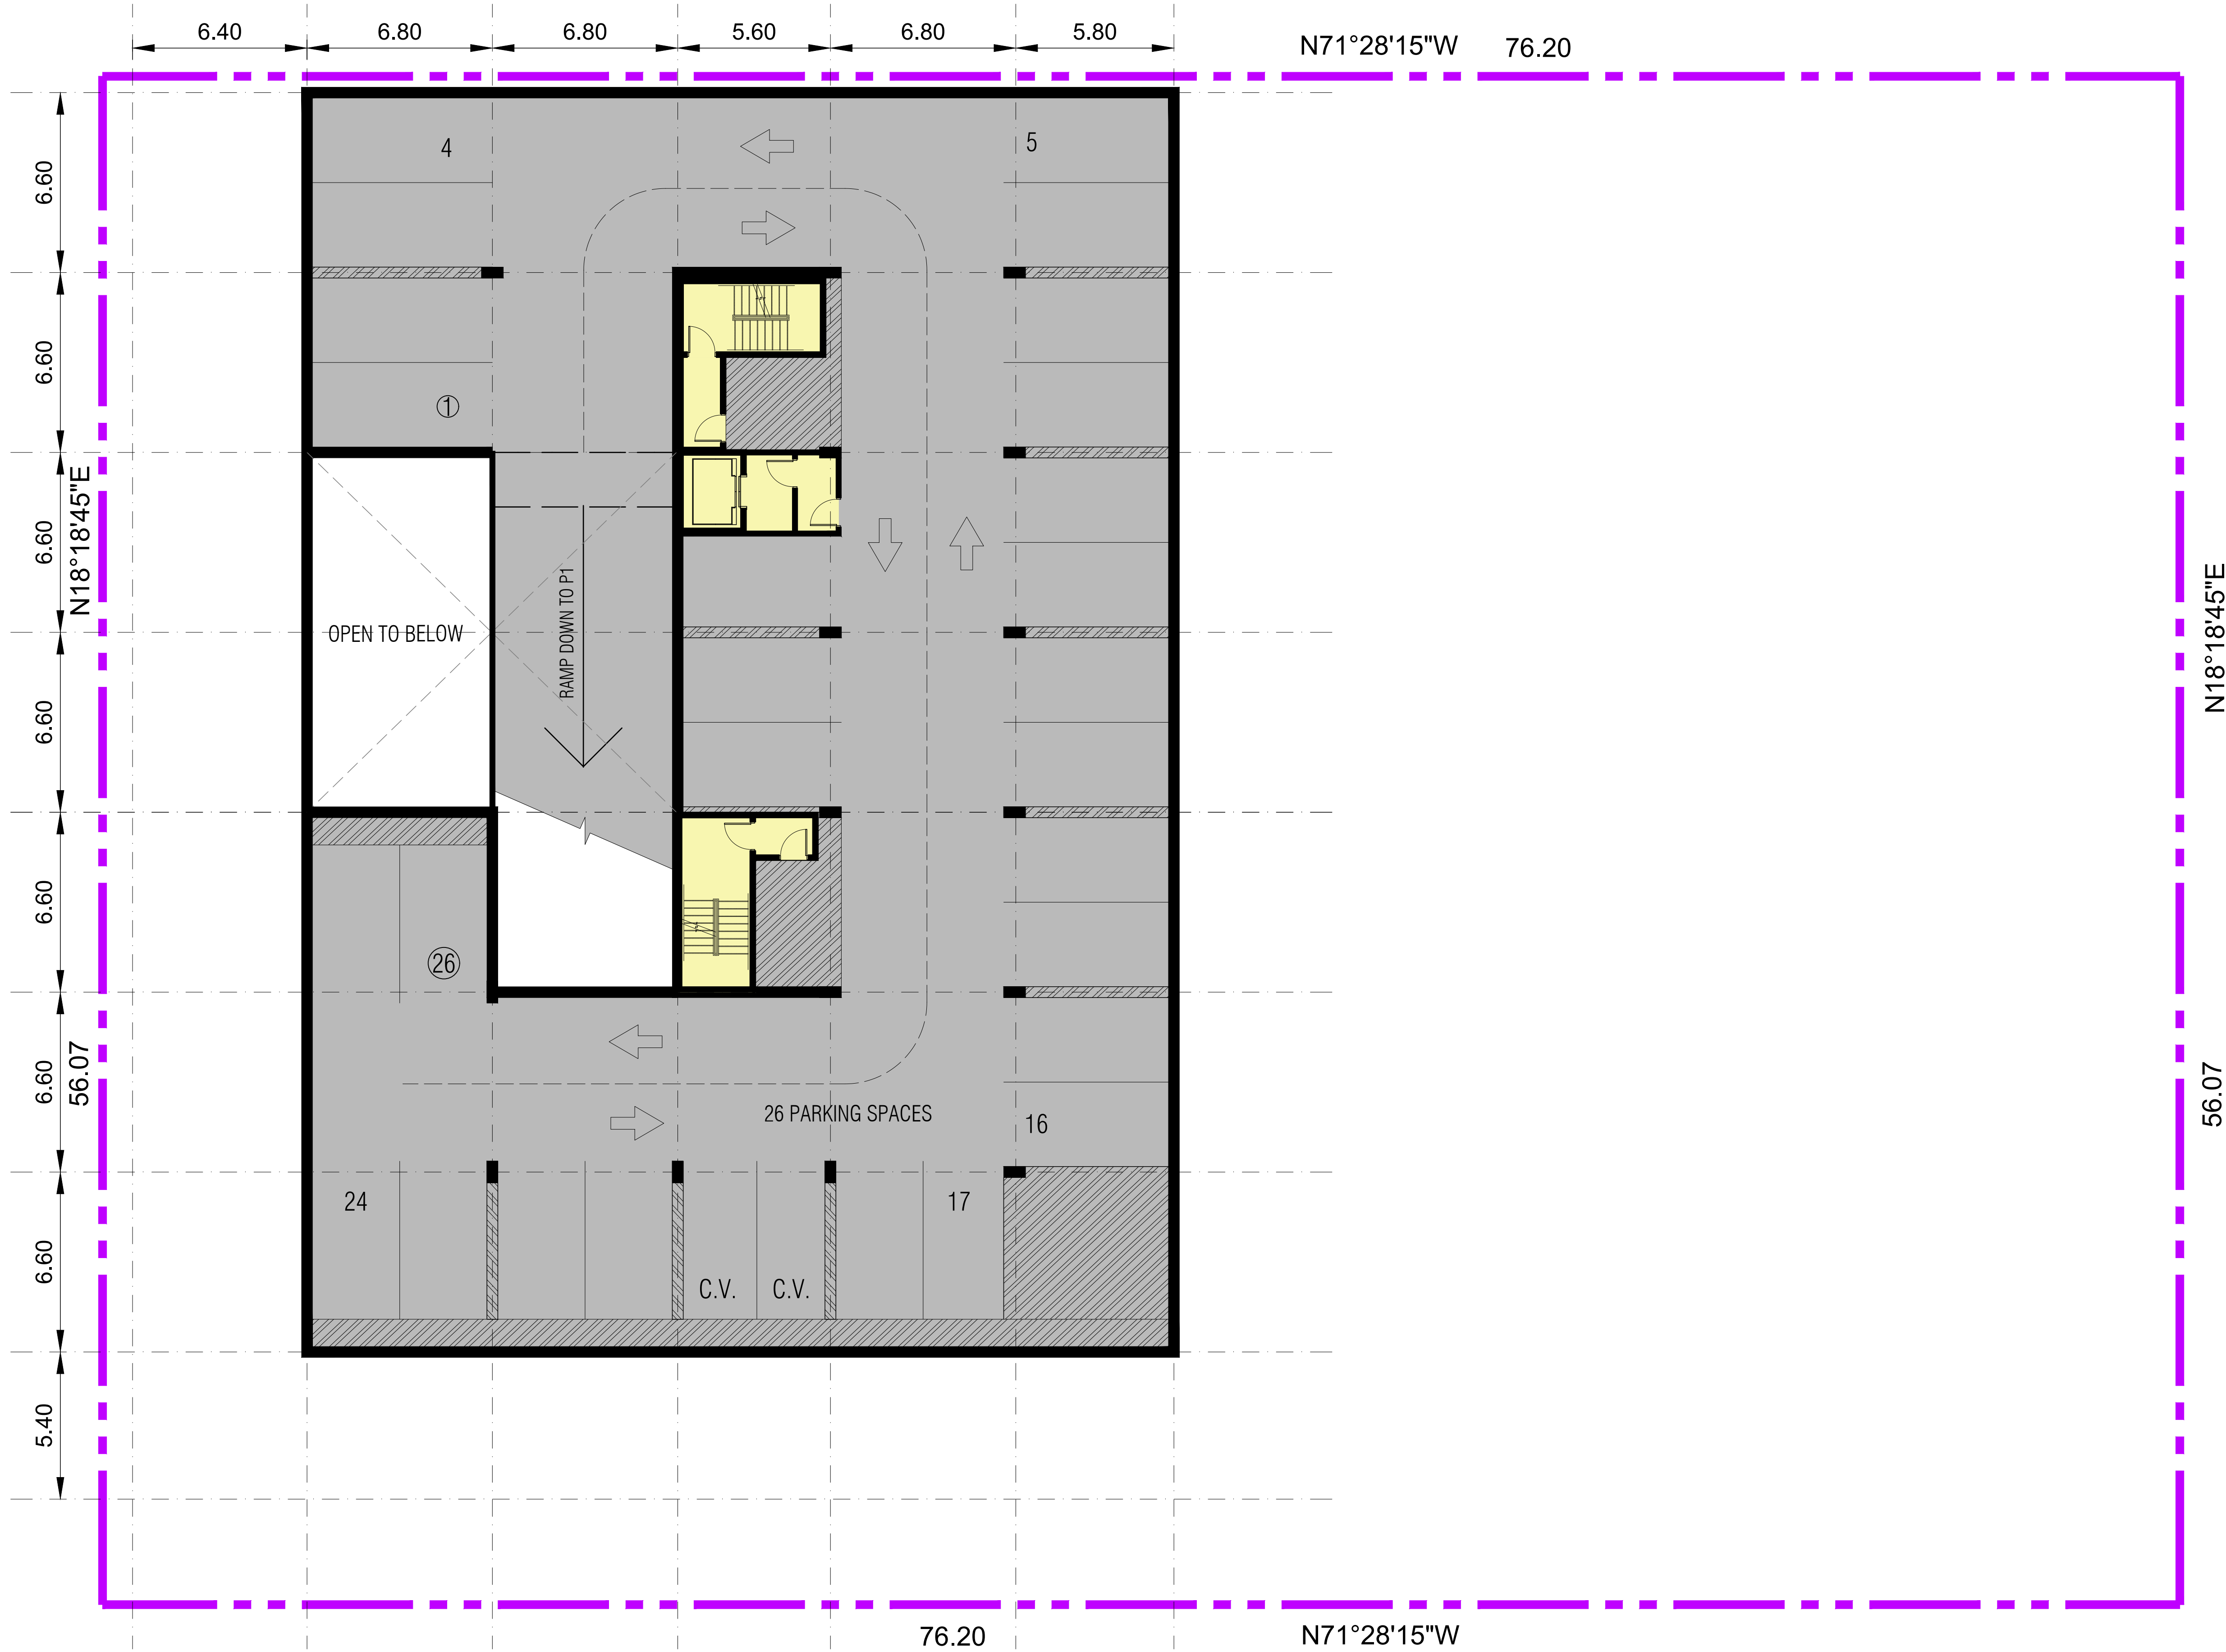 6.40 6.80 6.80 5.60 6.80 5.80
N71°28'15"W 76.20
4
5
6.60
6.60
1
6.60
N18°18'45"E
OPEN TO BELOW
RAMP DOWN TO P1
N18°18'45"E
6.60
6.60
26
6.60
56.07
56.07
26 PARKING SPACES
16
24
17
6.60
C.V. C.V.
5.40
76.20
N71°28'15"W